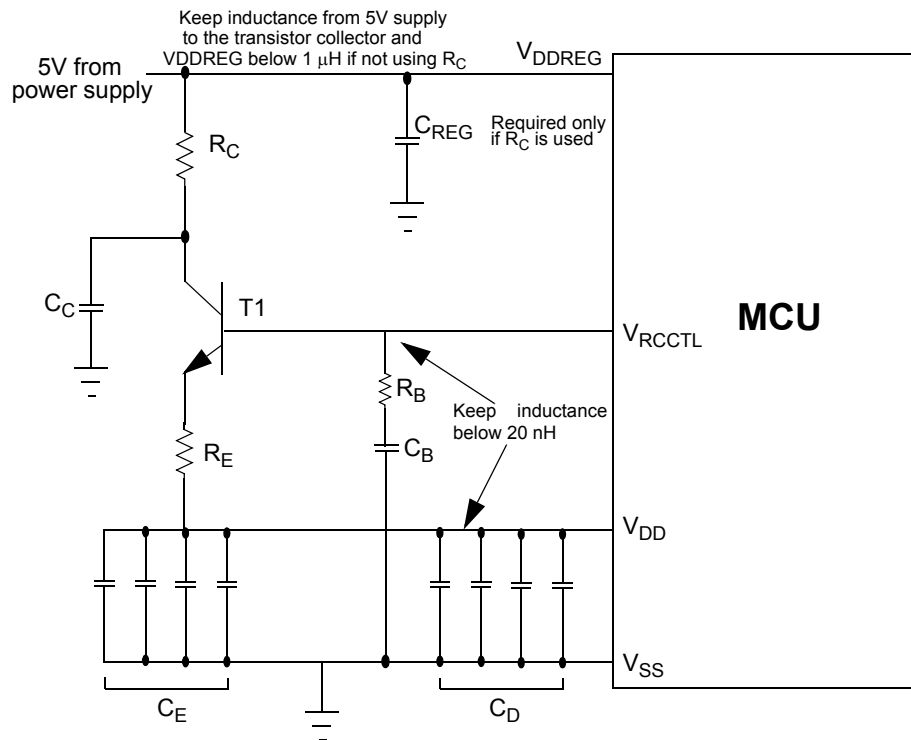 Keep inductance from 5V supply
to the transistor collector and
VDDREG below 1 μH if not using RC
VDDREG
5V from
power supply
CREG
Required only
if RC is used
RC
CC
T1
MCU
VRCCTL
RB
Keep inductance
below 20 nH
CB
RE
VDD
VSS
CE
CD